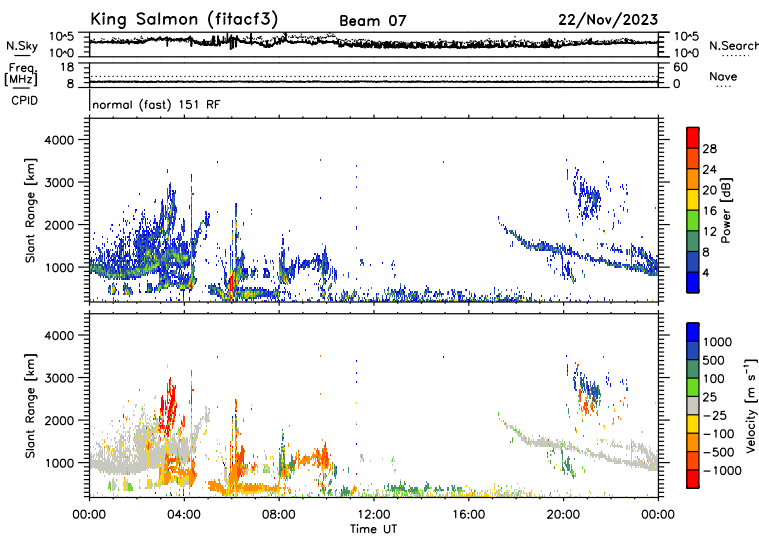 King Salmon (fitacf3) Beam 07 22/Nov/2023
N.Sky 10^5 10^0 10^5 10^0 N.Search
Freq. [MHz] 18 8 60 0 Nave
CPID normal (fast) 151 RF
Slant Range [km] 4000 3000 2000 1000
Power [dB] 28 24 20 16 12 8 4
Slant Range [km] 4000 3000 2000 1000
Velocity [m s⁻¹] 1000 500 100 25 −25 −100 −500 −1000
00:00 04:00 08:00 12:00 16:00 20:00 00:00
Time UT